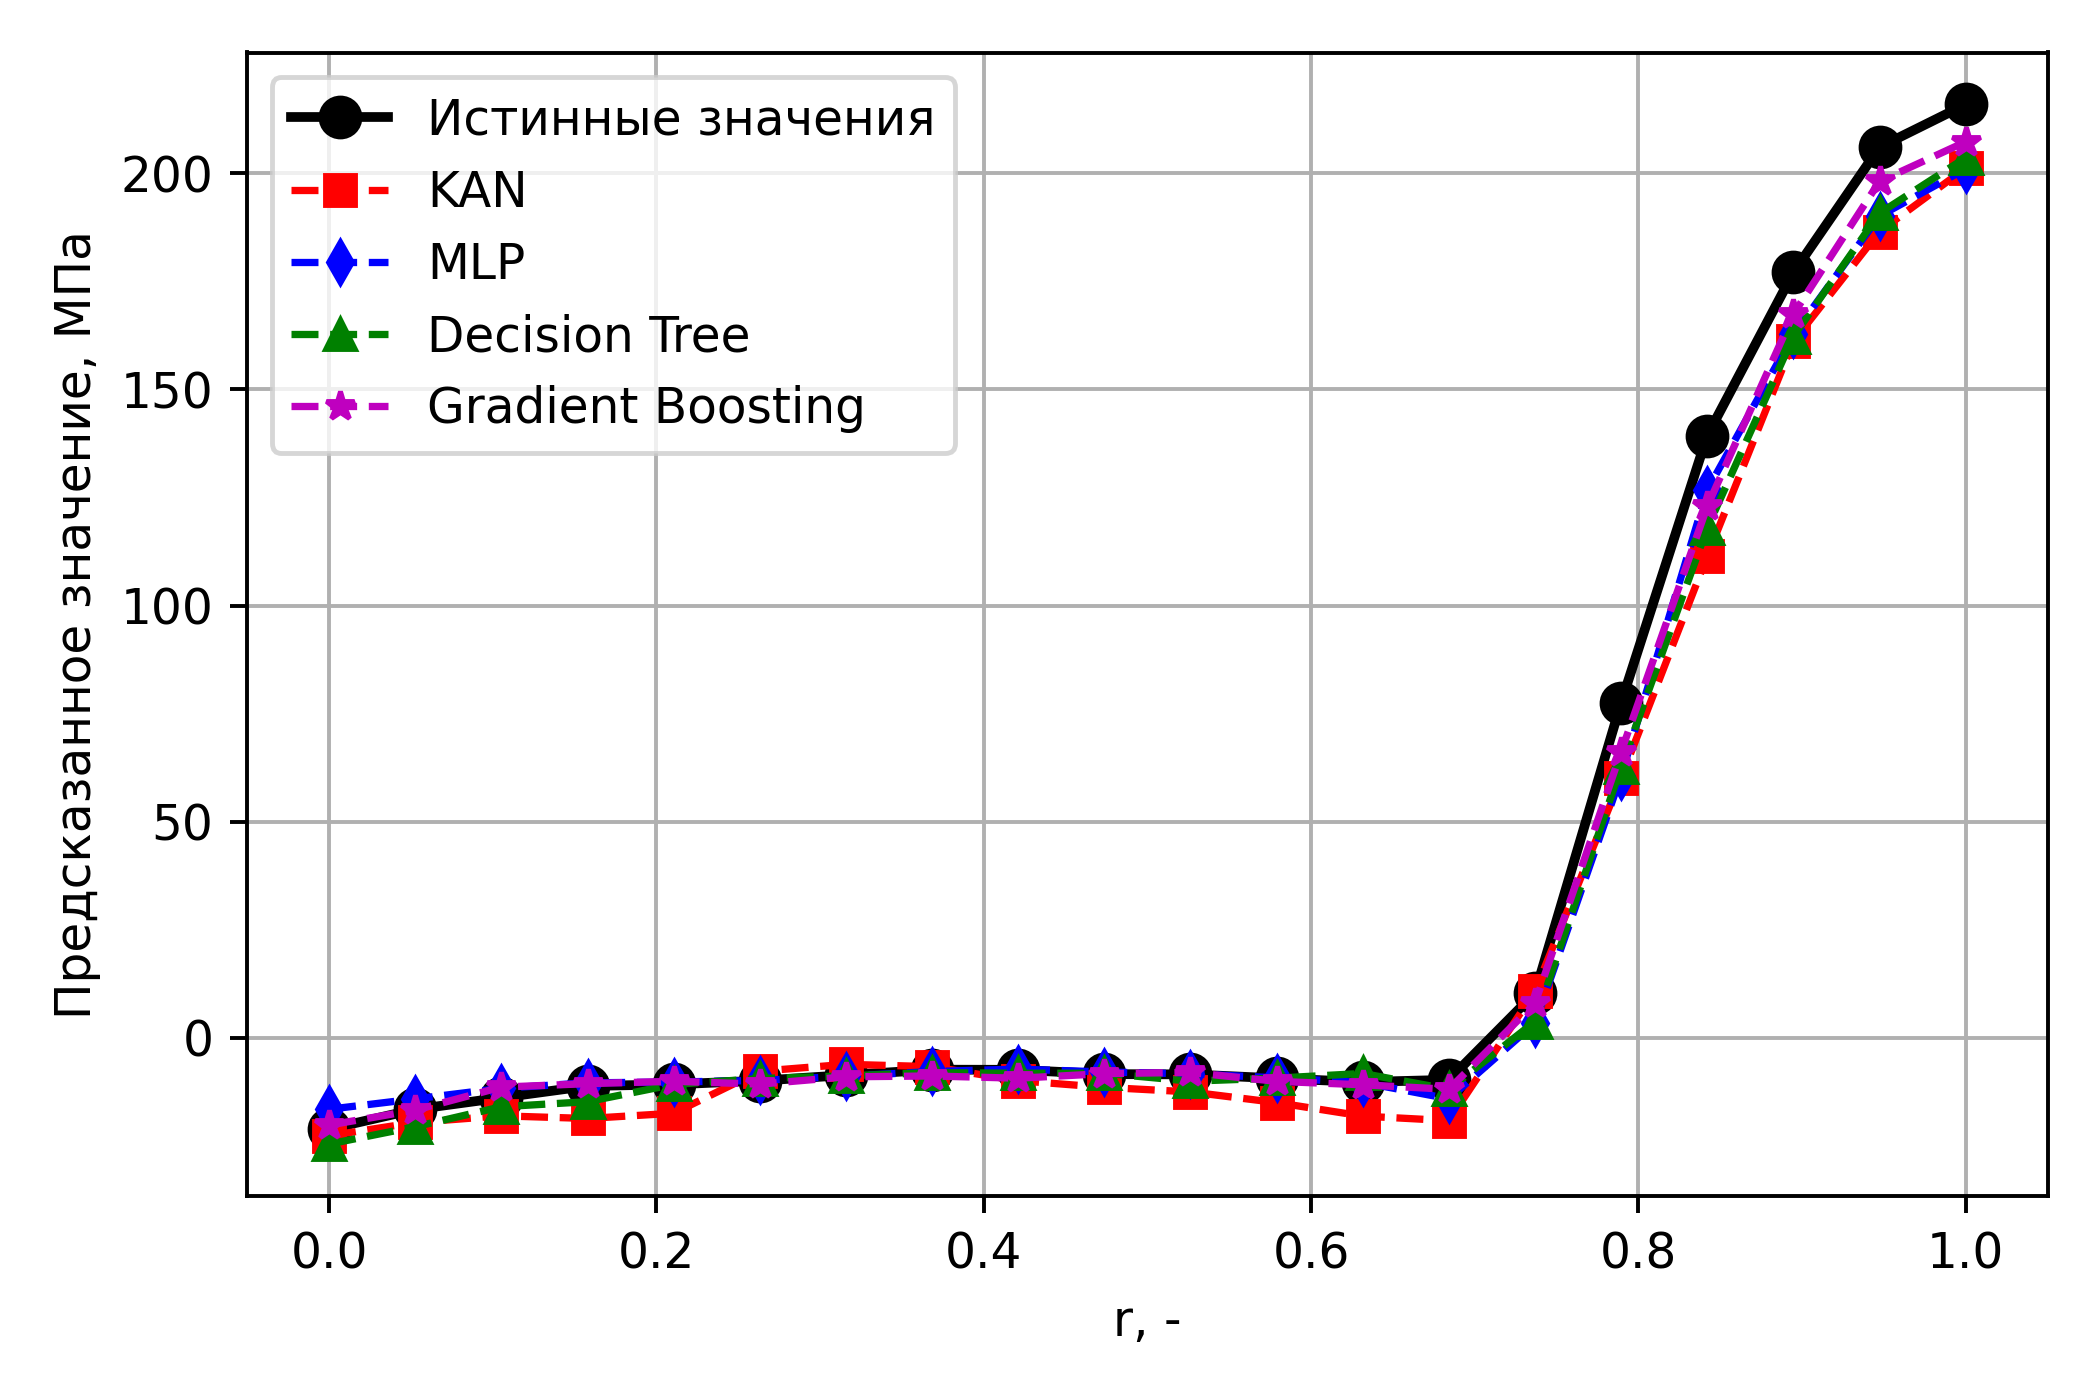 Истинные значения
KAN
MLP
Decision Tree
Gradient Boosting
Предсказанное значение, МПа
200
150
100
50
0
0.0 0.2 0.4 0.6 0.8 1.0
r, -